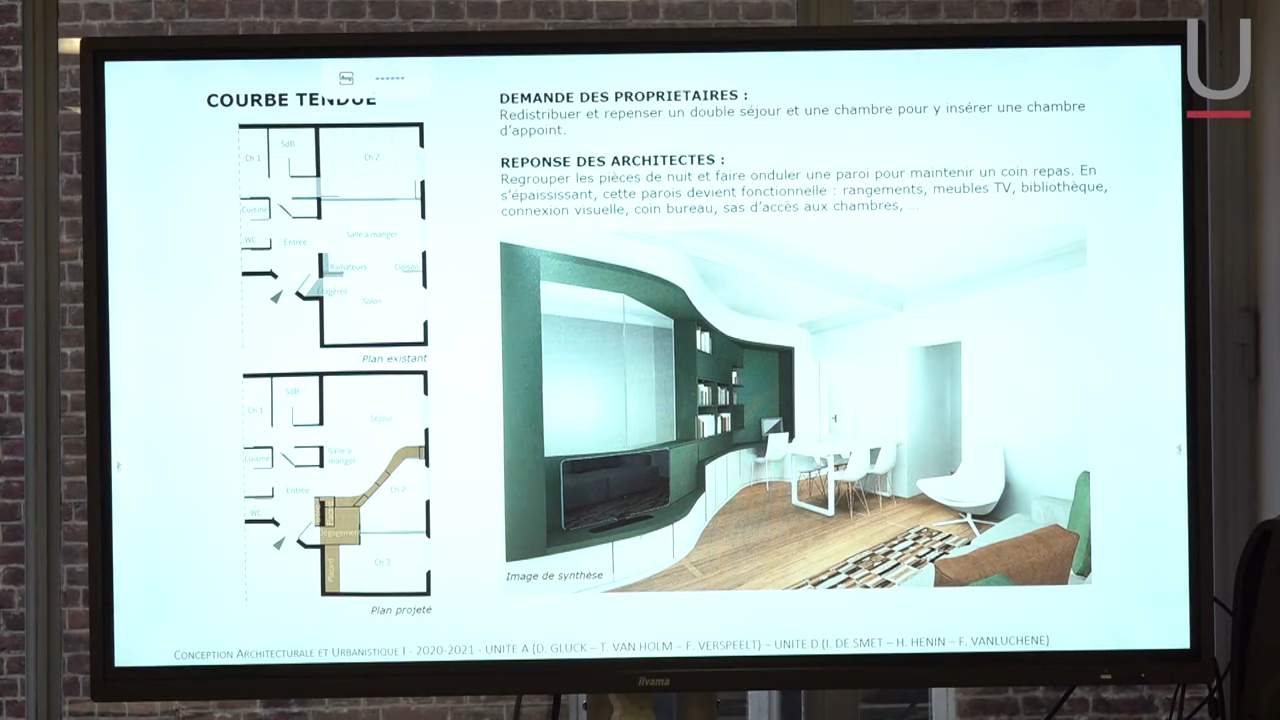 U
COURBE TENDUE
Ch 1
SdB
Ch 2
Cuisine
Salle à manger
WC
Entrée
Radiateurs
Cloison
Etagères
Salon
Plan existant
SdB
Ch 1
Séjour
Cuisine
Salle à
manger
Entrée
Ch 2
WC
Dégagement
Ch 3
Placard
Plan projeté
DEMANDE DES PROPRIETAIRES :
Redistribuer et repenser un double séjour et une chambre pour y insérer une chambre
d'appoint.
REPONSE DES ARCHITECTES :
Regrouper les pièces de nuit et faire onduler une paroi pour maintenir un coin repas. En
s'épaississant, cette parois devient fonctionnelle : rangements, meubles TV, bibliothèque,
connexion visuelle, coin bureau, sas d'accès aux chambres, ...
Image de synthèse
CONCEPTION ARCHITECTURALE ET URBANISTIQUE I - 2020-2021 - UNITE A (D. GLUCK – T. VAN HOLM – F. VERSPEELT) – UNITE D (I. DE SMET – H. HENIN – F. VANLUCHENE)
iiyama